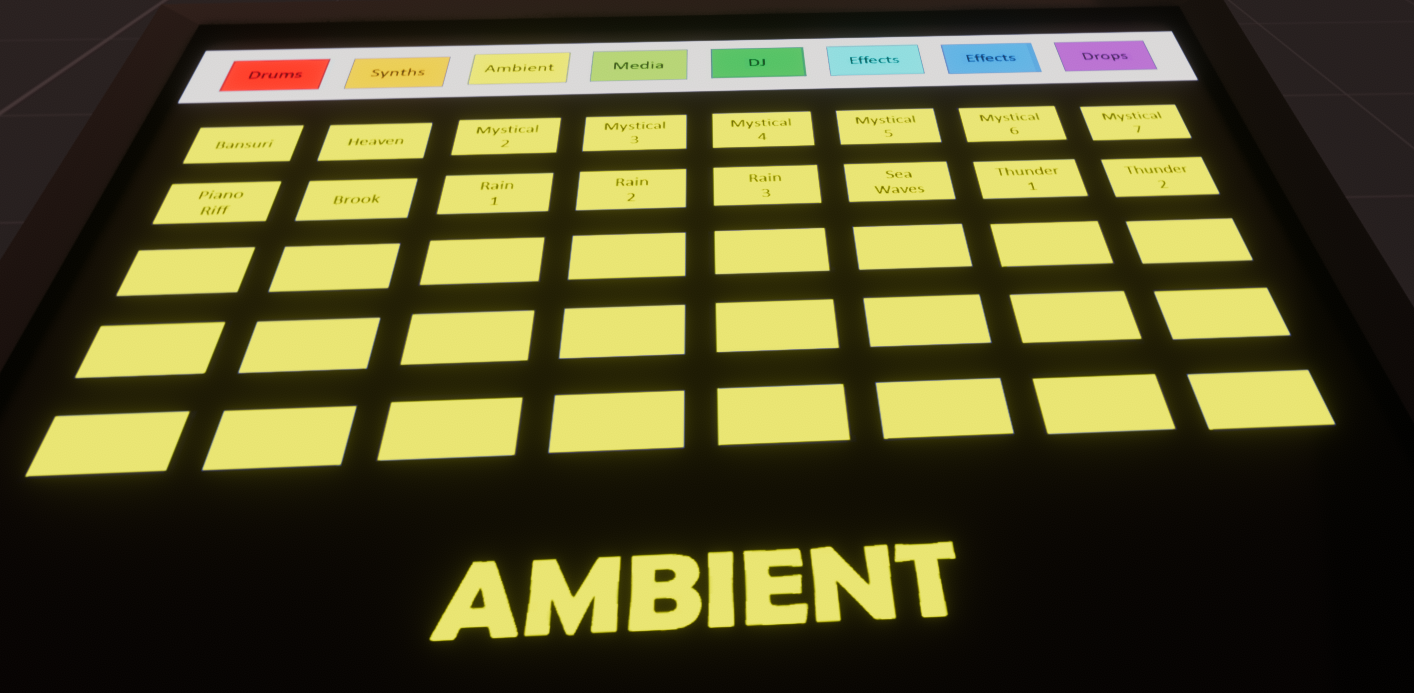 Drums
Synths
Ambient
Media
DJ
Effects
Effects
Drops
Bansuri
Heaven
Mystical
2
Mystical
3
Mystical
4
Mystical
5
Mystical
6
Mystical
7
Piano
Riff
Brook
Rain
1
Rain
2
Rain
3
Sea
Waves
Thunder
1
Thunder
2
AMBIENT